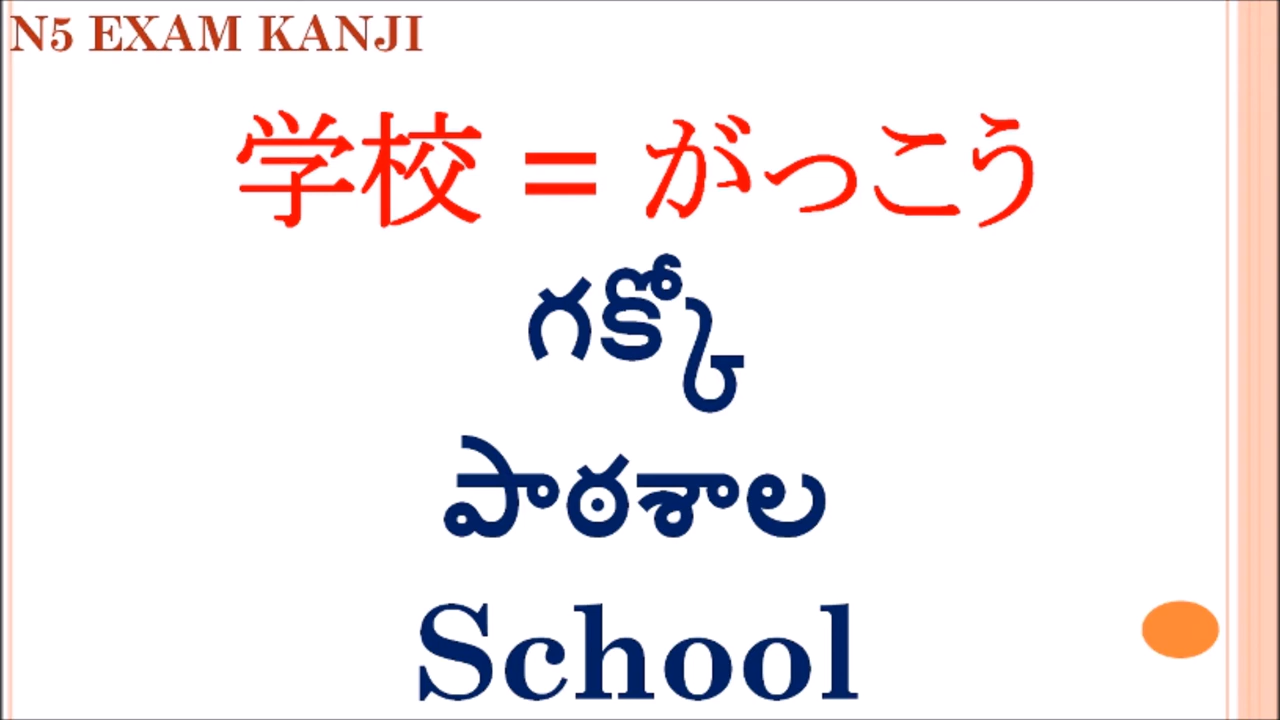 N5 EXAM KANJI
学校 = がっこう
గక్కో
పాఠశాల
School